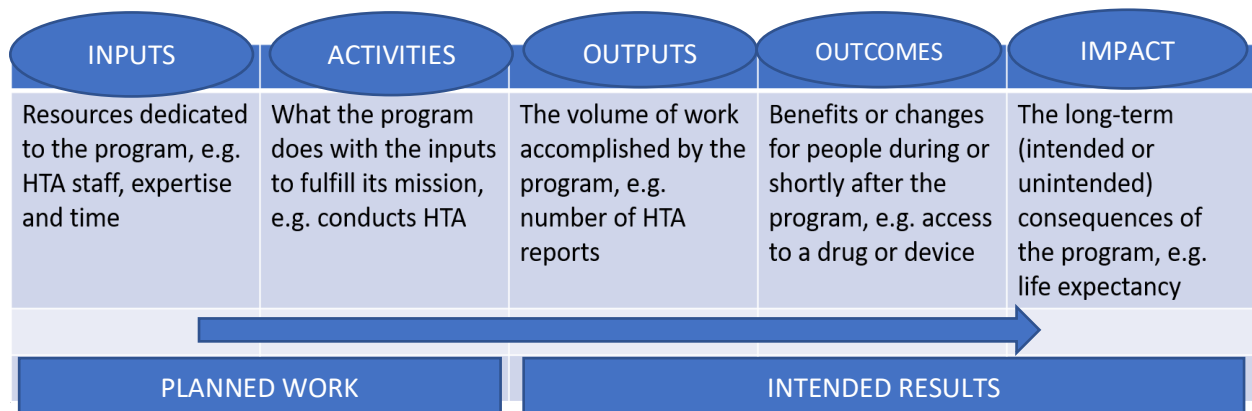 INPUTS
ACTIVITIES
OUTPUTS
OUTCOMES
IMPACT
Resources dedicated
to the program, e.g.
HTA staff, expertise
and time
What the program
does with the inputs
to fulfill its mission,
e.g. conducts HTA
The volume of work
accomplished by the
program, e.g.
number of HTA
reports
Benefits or changes
for people during or
shortly after the
program, e.g. access
to a drug or device
The long-term
(intended or
unintended)
consequences of
the program, e.g.
life expectancy
PLANNED WORK
INTENDED RESULTS